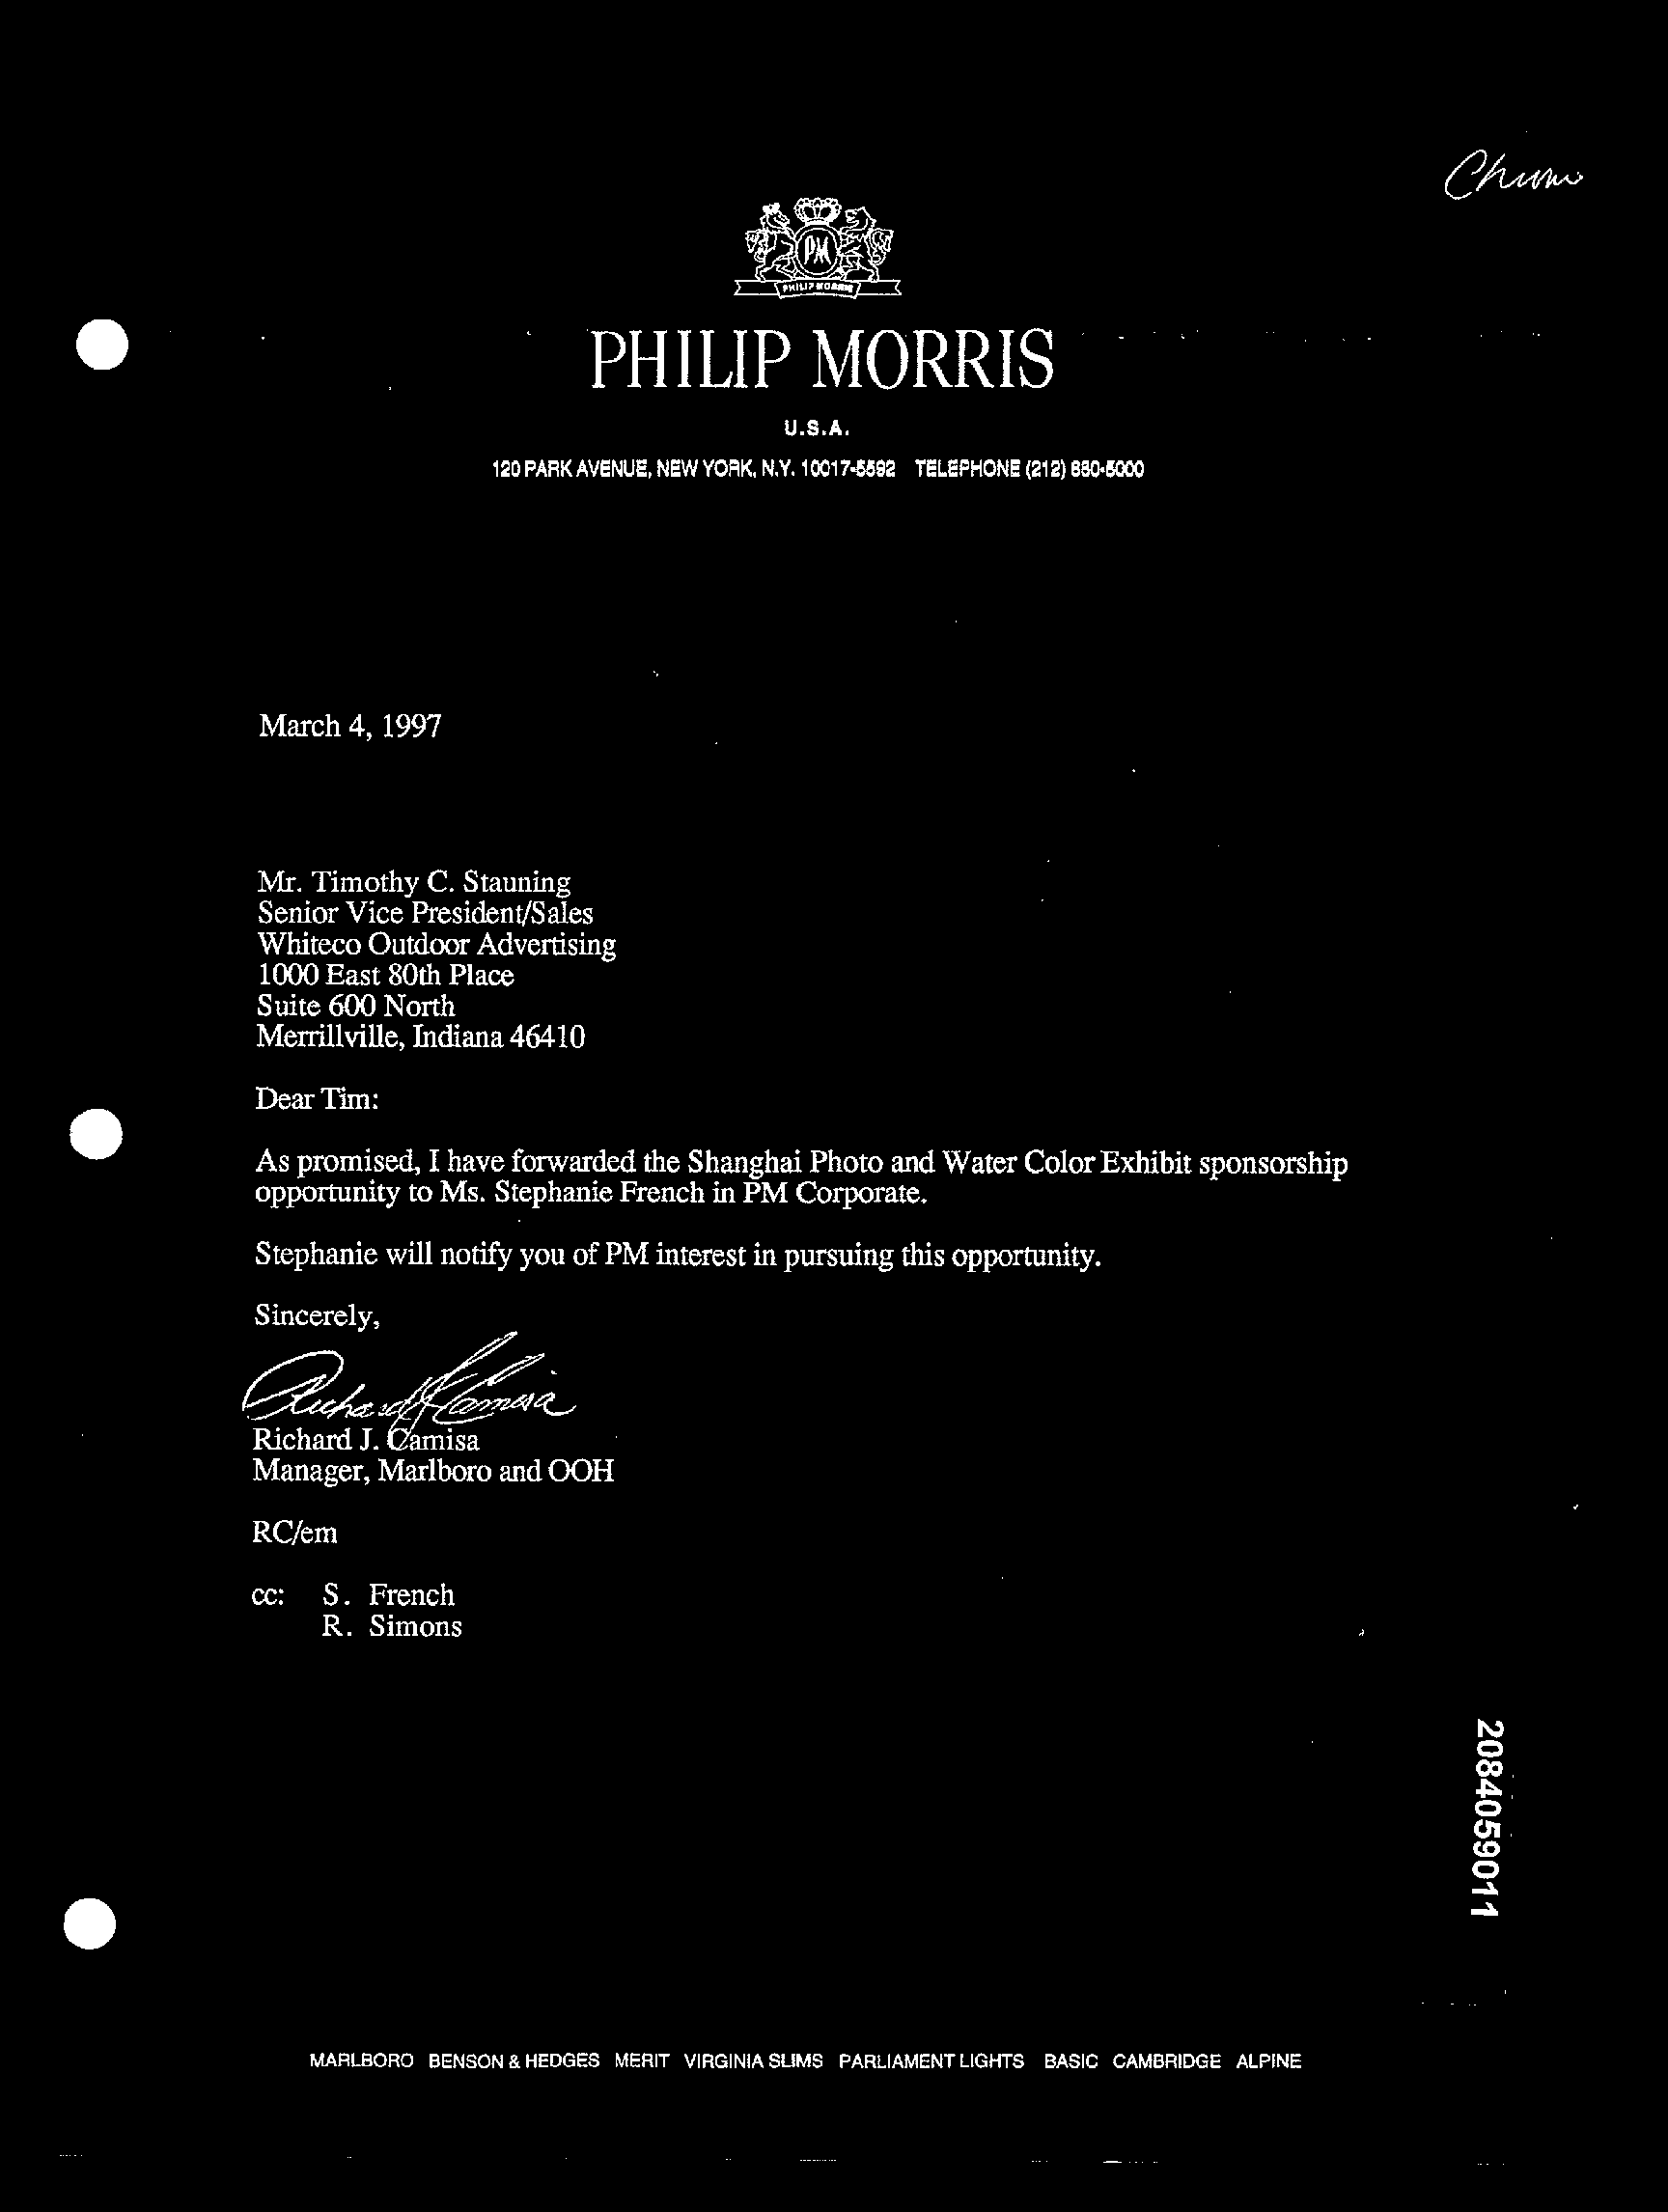 PM
PHILIP MORRIS
PHILIP MORRIS
U.S.A.
120 PARK AVENUE, NEW YORK, N.Y. 10017-5592 TELEPHONE (212) 880-5000
March 4, 1997
Mr. Timothy C. Stauning
Senior Vice President/Sales
Whiteco Outdoor Advertising
1000 East 80th Place
Suite 600 North
Merrillville, Indiana 46410
Dear Tim:
As promised, I have forwarded the Shanghai Photo and Water Color Exhibit sponsorship
opportunity to Ms. Stephanie French in PM Corporate.
Stephanie will notify you of PM interest in pursuing this opportunity.
Sincerely,
Richard J. Camisa
Richard J. Camisa
Manager, Marlboro and OOH
RC/em
cc: S. French
R. Simons
2084059011
MARLBORO BENSON & HEDGES MERIT VIRGINIA SLIMS PARLIAMENT LIGHTS BASIC CAMBRIDGE ALPINE